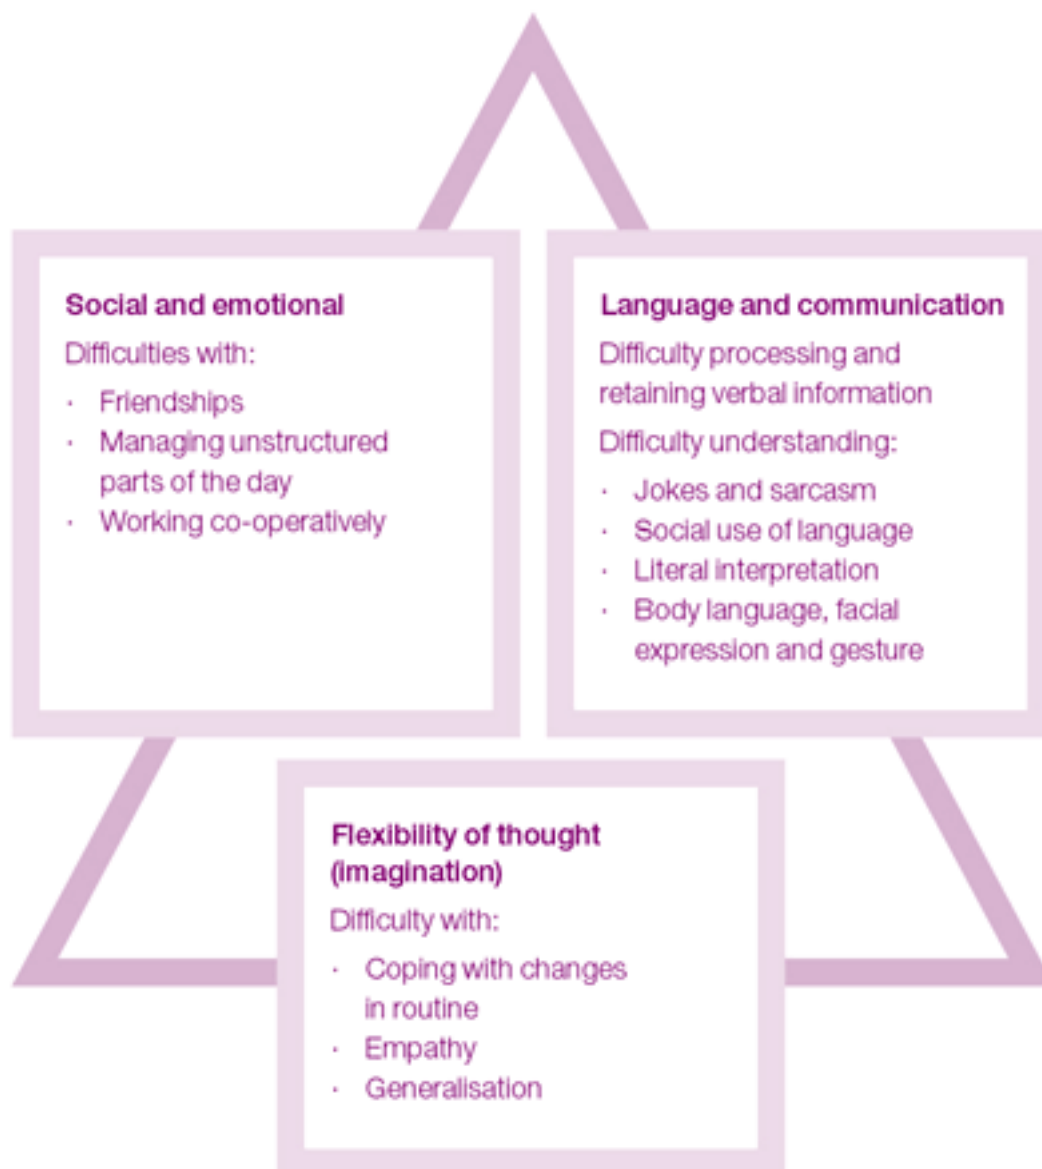 Social and emotional
Difficulties with:
· Friendships
· Managing unstructured
parts of the day
· Working co-operatively
Language and communication
Difficulty processing and
retaining verbal information
Difficulty understanding:
· Jokes and sarcasm
· Social use of language
· Literal interpretation
· Body language, facial
expression and gesture
Flexibility of thought
(imagination)
Difficulty with:
· Coping with changes
in routine
· Empathy
· Generalisation